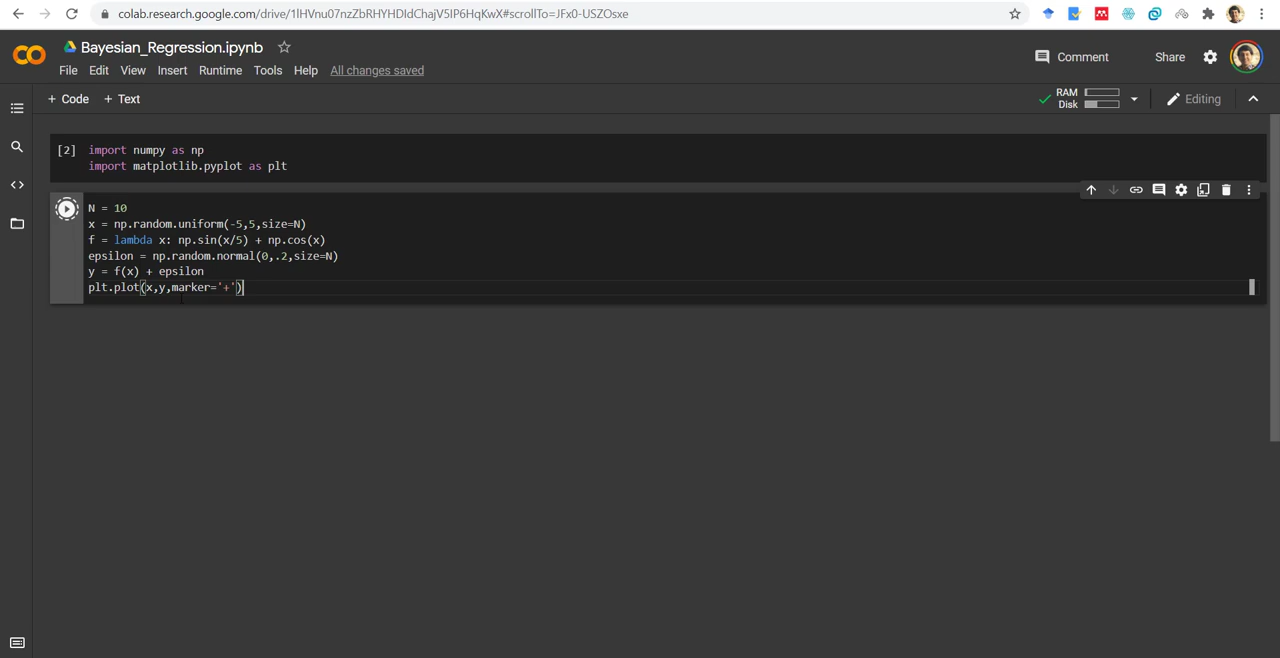 colab.research.google.com/drive/1lHVnu07nzZbRHYHDIdChajV5IP6HqKwX#scrollTo=JFx0-USZOsxe
Bayesian_Regression.ipynb
File Edit View Insert Runtime Tools Help All changes saved
Comment Share
+ Code + Text
RAM
Disk
Editing
[2] import numpy as np
import matplotlib.pyplot as plt
N = 10
x = np.random.uniform(-5,5,size=N)
f = lambda x: np.sin(x/5) + np.cos(x)
epsilon = np.random.normal(0,.2,size=N)
y = f(x) + epsilon
plt.plot(x,y,marker='+')